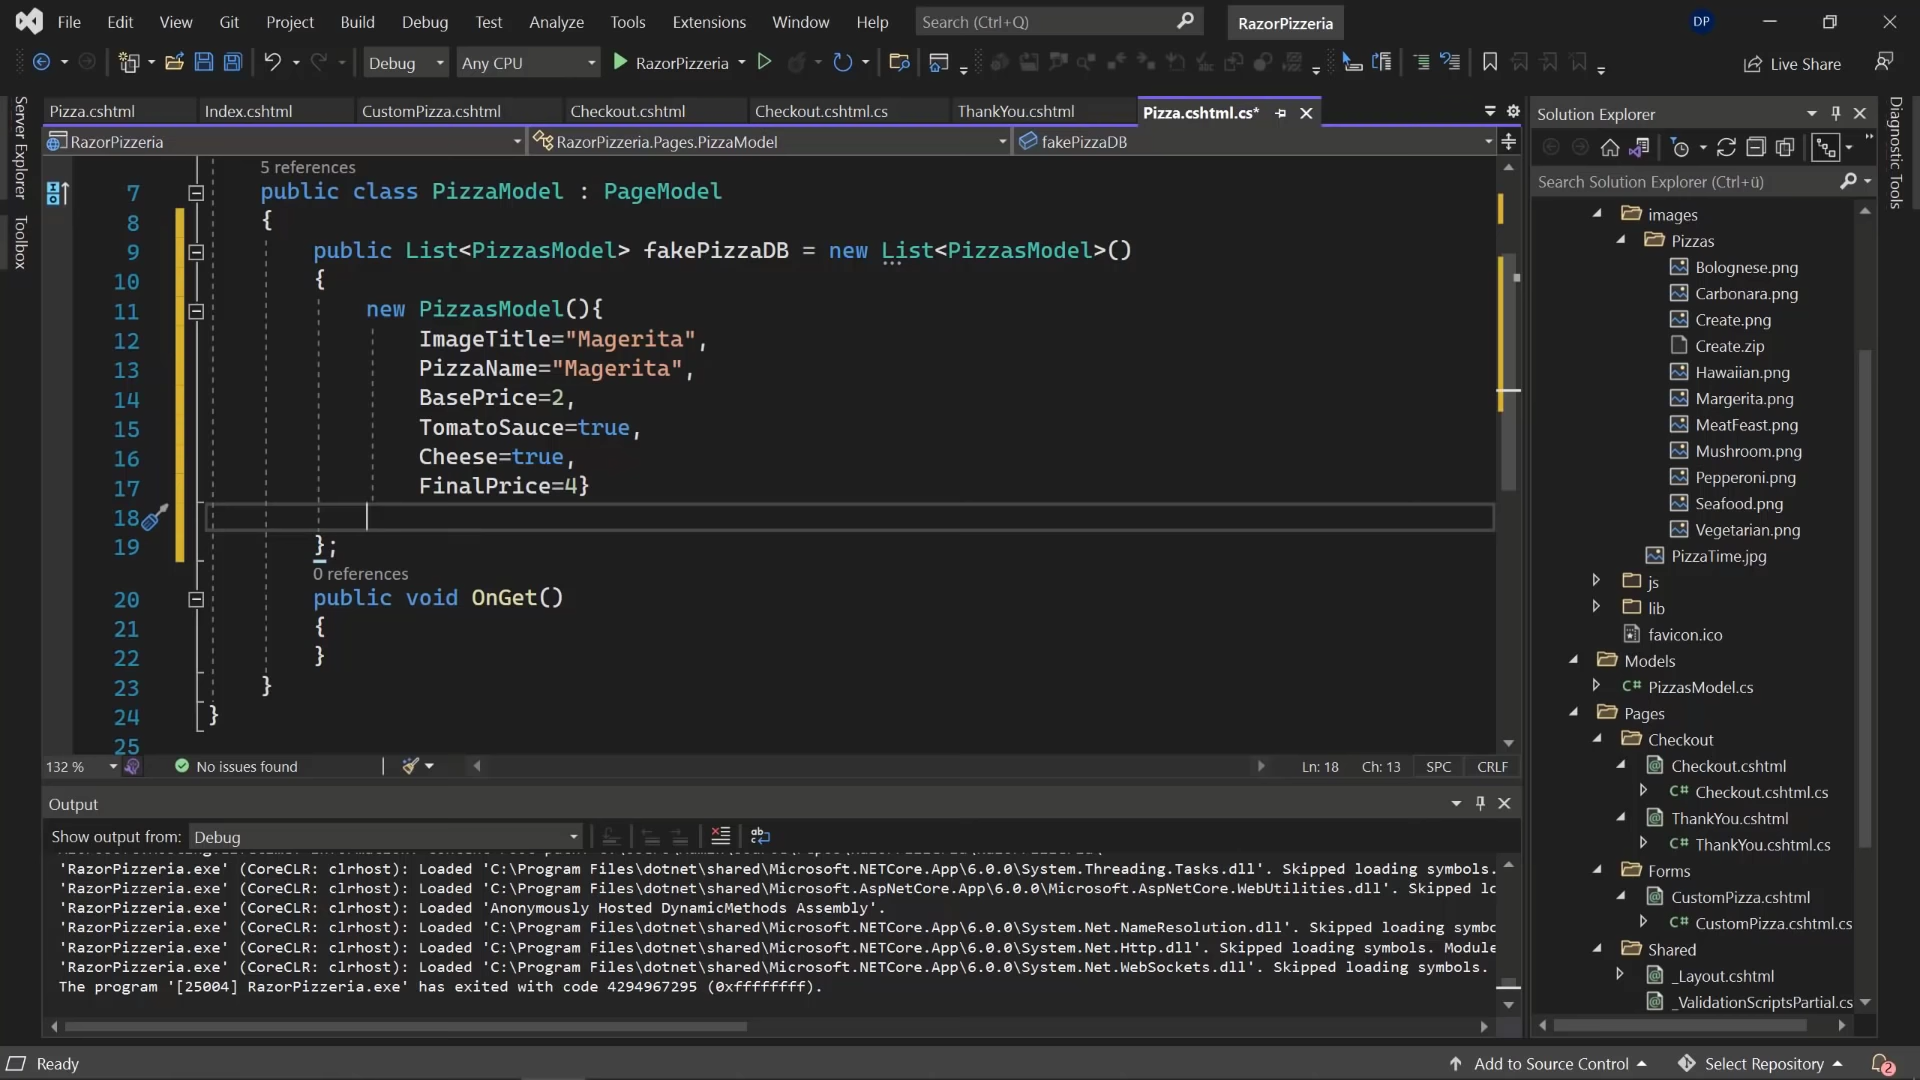 File Edit View Git Project Build Debug Test Analyze Tools Extensions Window Help Search (Ctrl+Q) RazorPizzeria DP
Debug Any CPU RazorPizzeria Live Share
Server Explorer
Toolbox
Pizza.cshtml Index.cshtml CustomPizza.cshtml Checkout.cshtml Checkout.cshtml.cs ThankYou.cshtml Pizza.cshtml.cs*
RazorPizzeria RazorPizzeria.Pages.PizzaModel fakePizzaDB
5 references
7 public class PizzaModel : PageModel
8 {
9 public List<PizzasModel> fakePizzaDB = new List<PizzasModel>()
10 {
11 new PizzasModel(){
12 ImageTitle="Magerita",
13 PizzaName="Magerita",
14 BasePrice=2,
15 TomatoSauce=true,
16 Cheese=true,
17 FinalPrice=4}
18
19 };
0 references
20 public void OnGet()
21 {
22 }
23 }
24 }
25
132 % No issues found Ln: 18 Ch: 13 SPC CRLF
Output
Show output from: Debug
'RazorPizzeria.exe' (CoreCLR: clrhost): Loaded 'C:\Program Files\dotnet\shared\Microsoft.NETCore.App\6.0.0\System.Threading.Tasks.dll'. Skipped loading symbols.
'RazorPizzeria.exe' (CoreCLR: clrhost): Loaded 'C:\Program Files\dotnet\shared\Microsoft.AspNetCore.App\6.0.0\Microsoft.AspNetCore.WebUtilities.dll'. Skipped lo
'RazorPizzeria.exe' (CoreCLR: clrhost): Loaded 'Anonymously Hosted DynamicMethods Assembly'.
'RazorPizzeria.exe' (CoreCLR: clrhost): Loaded 'C:\Program Files\dotnet\shared\Microsoft.NETCore.App\6.0.0\System.Net.NameResolution.dll'. Skipped loading symbo
'RazorPizzeria.exe' (CoreCLR: clrhost): Loaded 'C:\Program Files\dotnet\shared\Microsoft.NETCore.App\6.0.0\System.Net.Http.dll'. Skipped loading symbols. Module
'RazorPizzeria.exe' (CoreCLR: clrhost): Loaded 'C:\Program Files\dotnet\shared\Microsoft.NETCore.App\6.0.0\System.Net.WebSockets.dll'. Skipped loading symbols.
The program '[25004] RazorPizzeria.exe' has exited with code 4294967295 (0xffffffff).
Solution Explorer
Search Solution Explorer (Ctrl+ü)
images
Pizzas
Bolognese.png
Carbonara.png
Create.png
Create.zip
Hawaiian.png
Margerita.png
MeatFeast.png
Mushroom.png
Pepperoni.png
Seafood.png
Vegetarian.png
PizzaTime.jpg
js
lib
favicon.ico
Models
C# PizzasModel.cs
Pages
Checkout
Checkout.cshtml
C# Checkout.cshtml.cs
ThankYou.cshtml
C# ThankYou.cshtml.cs
Forms
CustomPizza.cshtml
C# CustomPizza.cshtml.cs
Shared
_Layout.cshtml
_ValidationScriptsPartial.cs
Diagnostic Tools
Ready Add to Source Control Select Repository 2